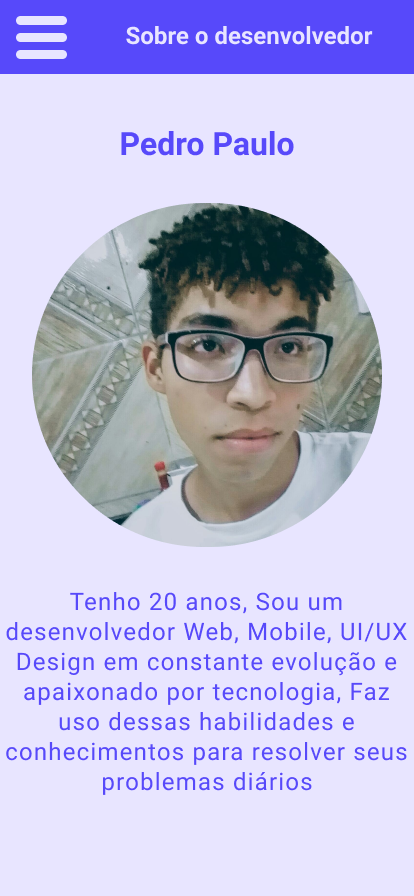 Sobre o desenvolvedor
Pedro Paulo
Tenho 20 anos, Sou um
desenvolvedor Web, Mobile, UI/UX
Design em constante evolução e
apaixonado por tecnologia, Faz
uso dessas habilidades e
conhecimentos para resolver seus
problemas diários